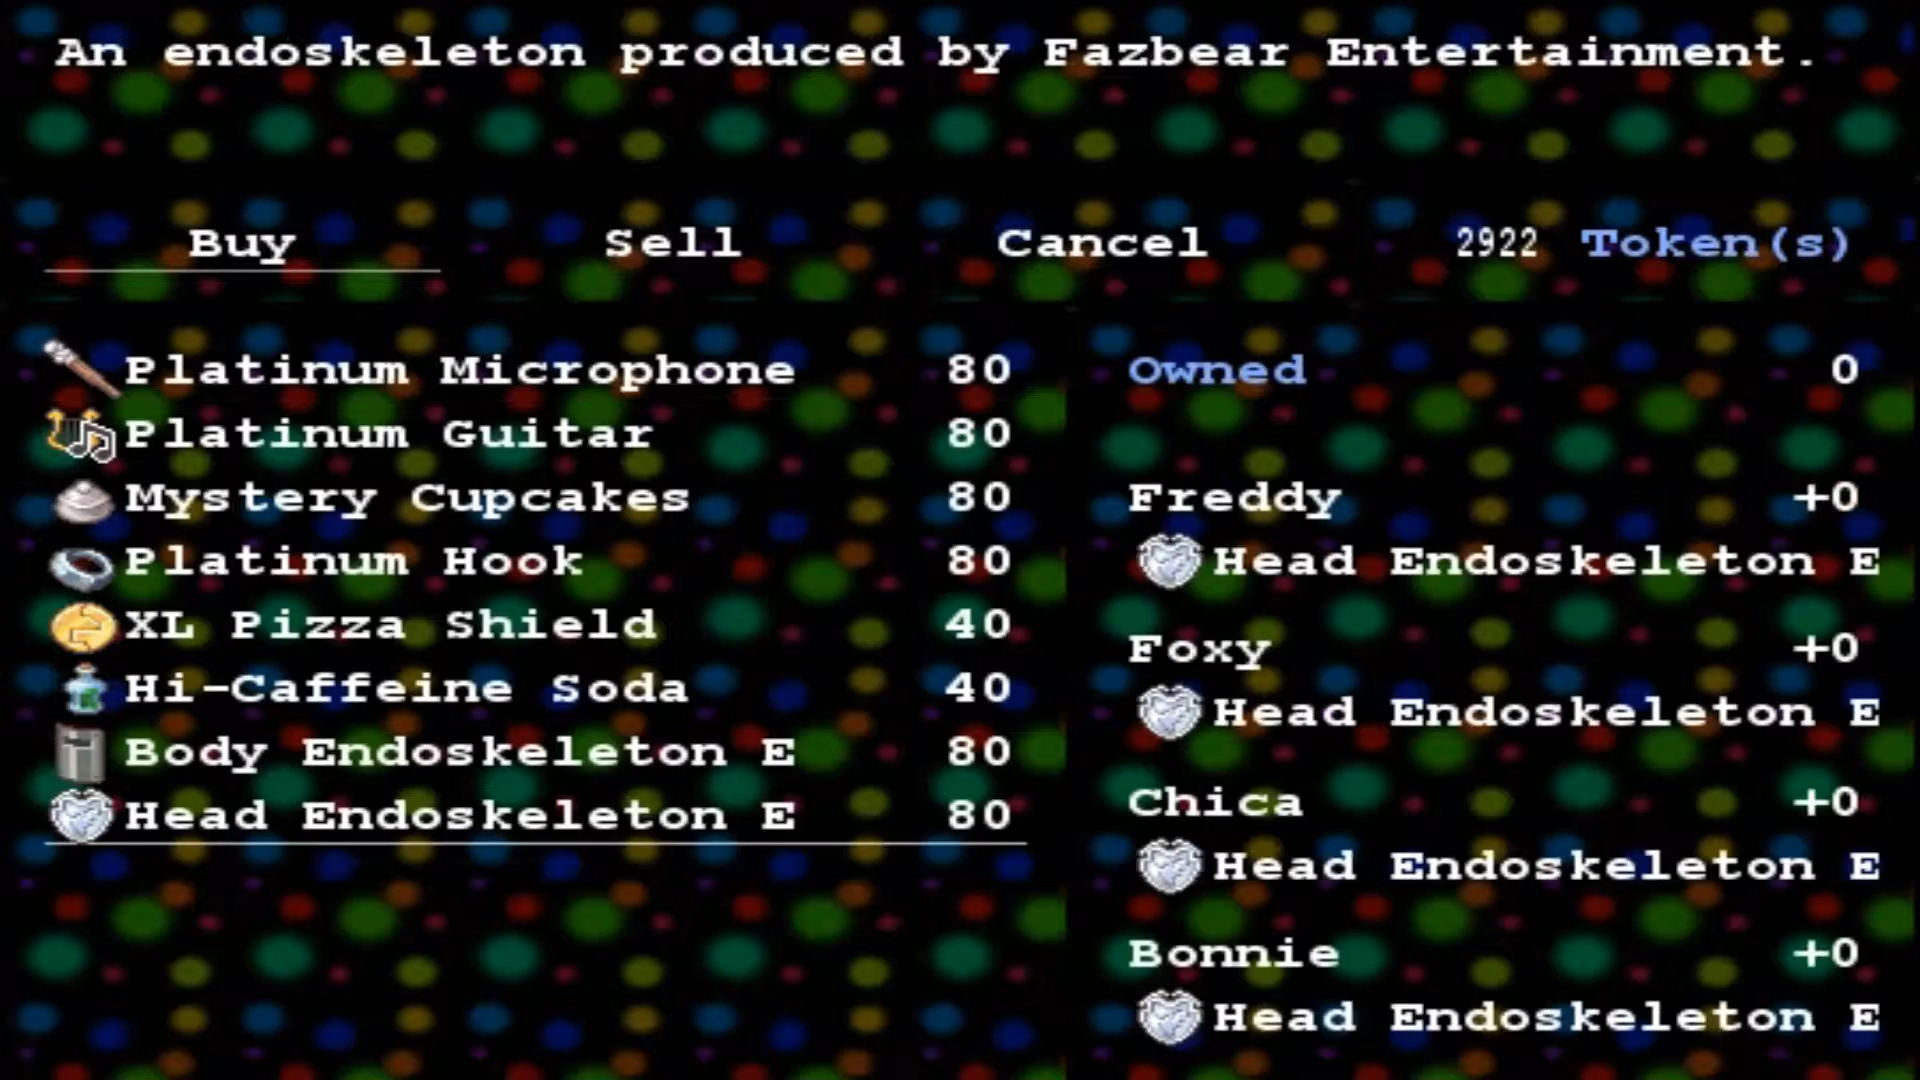 An endoskeleton produced by Fazbear Entertainment.
Buy Sell Cancel 2922 Token(s)
Platinum Microphone 80
Platinum Guitar 80
Mystery Cupcakes 80
Platinum Hook 80
XL Pizza Shield 40
Hi-Caffeine Soda 40
Body Endoskeleton E 80
Head Endoskeleton E 80
Owned 0
Freddy +0
Head Endoskeleton E
Foxy +0
Head Endoskeleton E
Chica +0
Head Endoskeleton E
Bonnie +0
Head Endoskeleton E